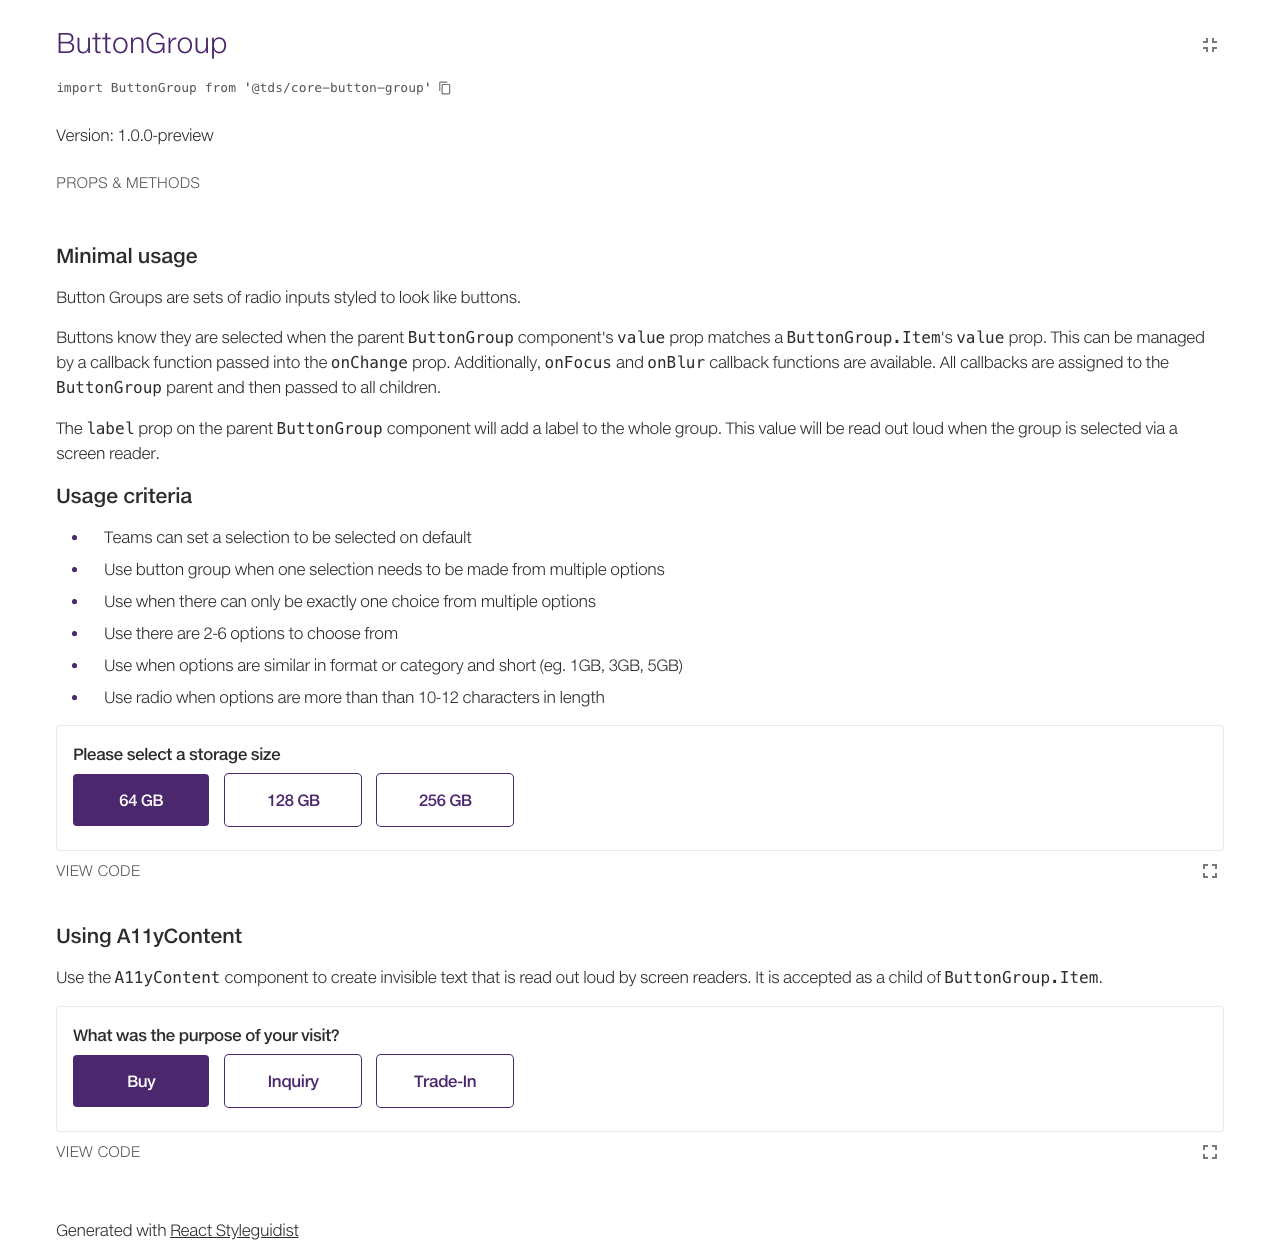 ButtonGroup
import ButtonGroup from '@tds/core-button-group'
Version: 1.0.0-preview
PROPS & METHODS
Minimal usage
Button Groups are sets of radio inputs styled to look like buttons.
Buttons know they are selected when the parent ButtonGroup component's value prop matches a ButtonGroup.Item's value prop. This can be managed
by a callback function passed into the onChange prop. Additionally, onFocus and onBlur callback functions are available. All callbacks are assigned to the
ButtonGroup parent and then passed to all children.
The label prop on the parent ButtonGroup component will add a label to the whole group. This value will be read out loud when the group is selected via a
screen reader.
Usage criteria
• Teams can set a selection to be selected on default
• Use button group when one selection needs to be made from multiple options
• Use when there can only be exactly one choice from multiple options
• Use there are 2-6 options to choose from
• Use when options are similar in format or category and short (eg. 1GB, 3GB, 5GB)
• Use radio when options are more than than 10-12 characters in length
Please select a storage size
64 GB 128 GB 256 GB
VIEW CODE
Using A11yContent
Use the A11yContent component to create invisible text that is read out loud by screen readers. It is accepted as a child of ButtonGroup.Item.
What was the purpose of your visit?
Buy Inquiry Trade-In
VIEW CODE
Generated with React Styleguidist